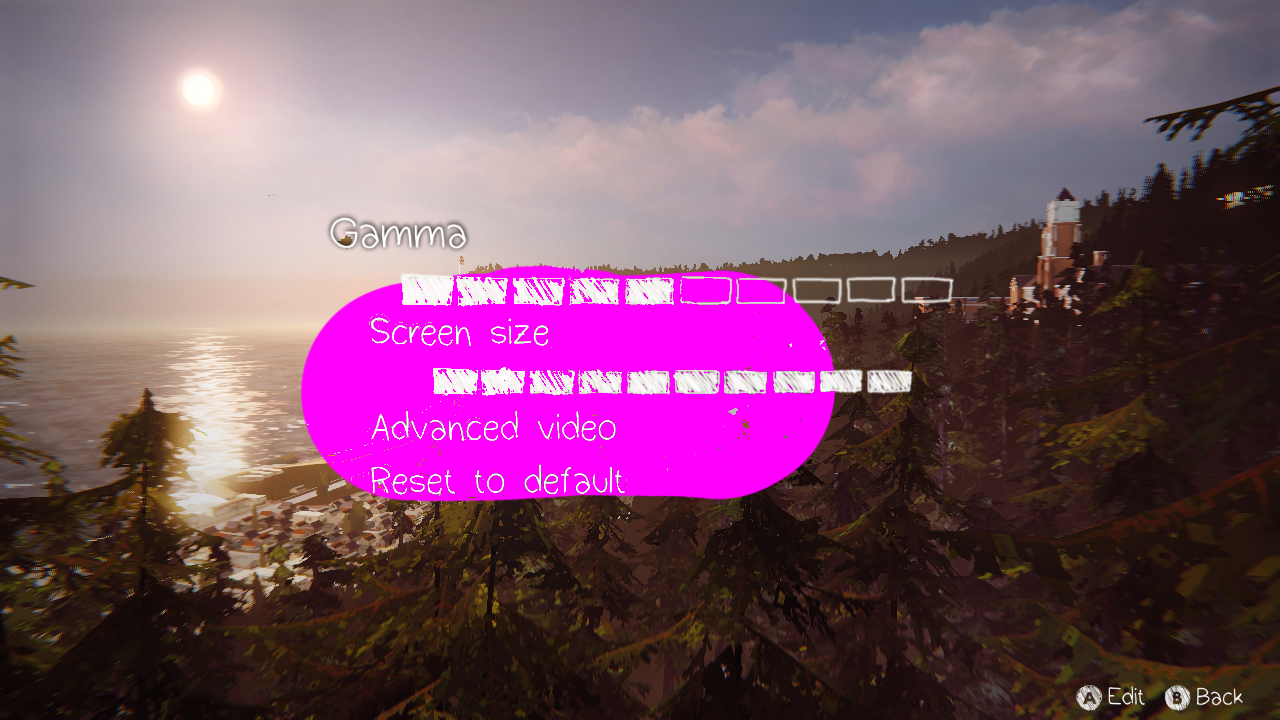 Gamma
Screen size
Advanced video
Reset to default
A Edit B Back